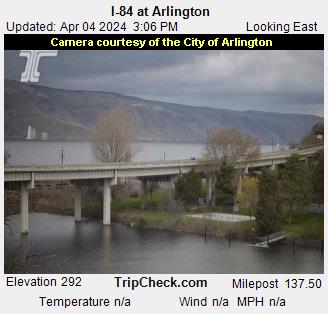 I-84 at Arlington
Updated: Apr 04 2024 3:06 PM Looking East
Camera courtesy of the City of Arlington
Elevation 292 TripCheck.com Milepost 137.50
Temperature n/a Wind n/a MPH n/a